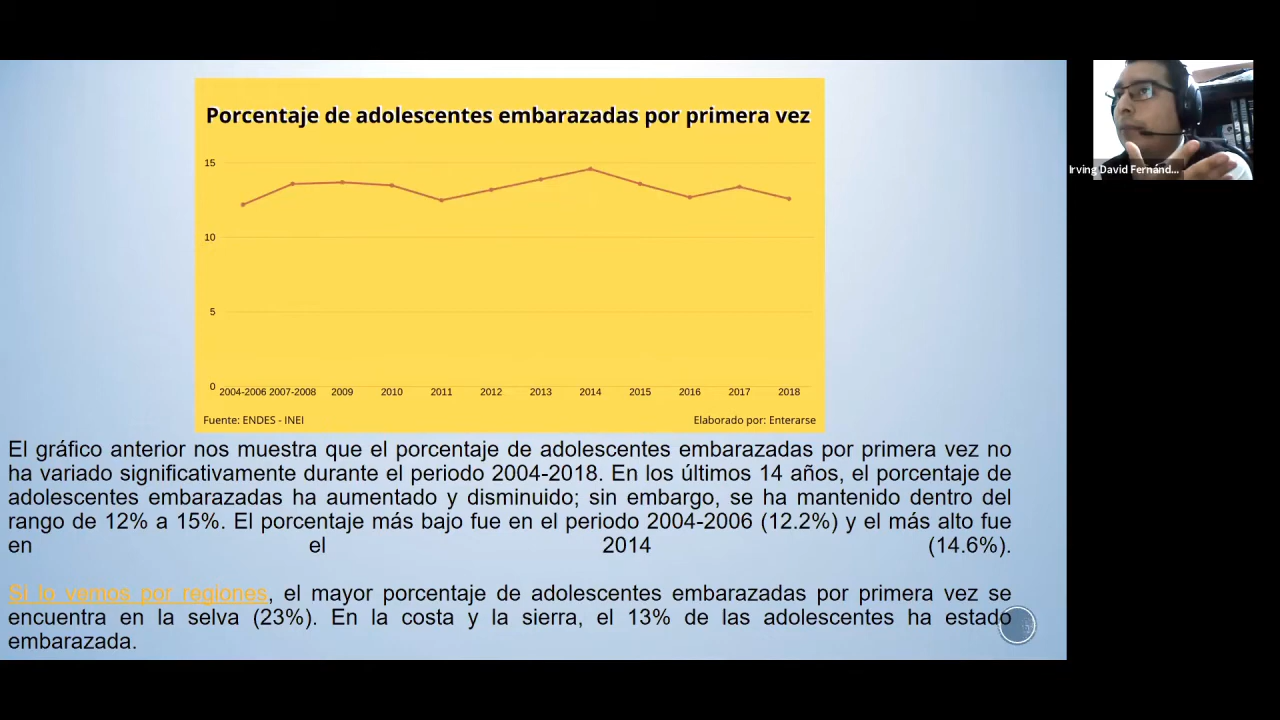 Porcentaje de adolescentes embarazadas por primera vez
15
10
5
0
2004-2006 2007-2008 2009 2010 2011 2012 2013 2014 2015 2016 2017 2018
Fuente: ENDES - INEI Elaborado por: Enterarse
El gráfico anterior nos muestra que el porcentaje de adolescentes embarazadas por primera vez no
ha variado significativamente durante el periodo 2004-2018. En los últimos 14 años, el porcentaje de
adolescentes embarazadas ha aumentado y disminuido; sin embargo, se ha mantenido dentro del
rango de 12% a 15%. El porcentaje más bajo fue en el periodo 2004-2006 (12.2%) y el más alto fue
en el 2014 (14.6%).
Si lo vemos por regiones, el mayor porcentaje de adolescentes embarazadas por primera vez se
encuentra en la selva (23%). En la costa y la sierra, el 13% de las adolescentes ha estado
embarazada.
Irving David Fernánd...